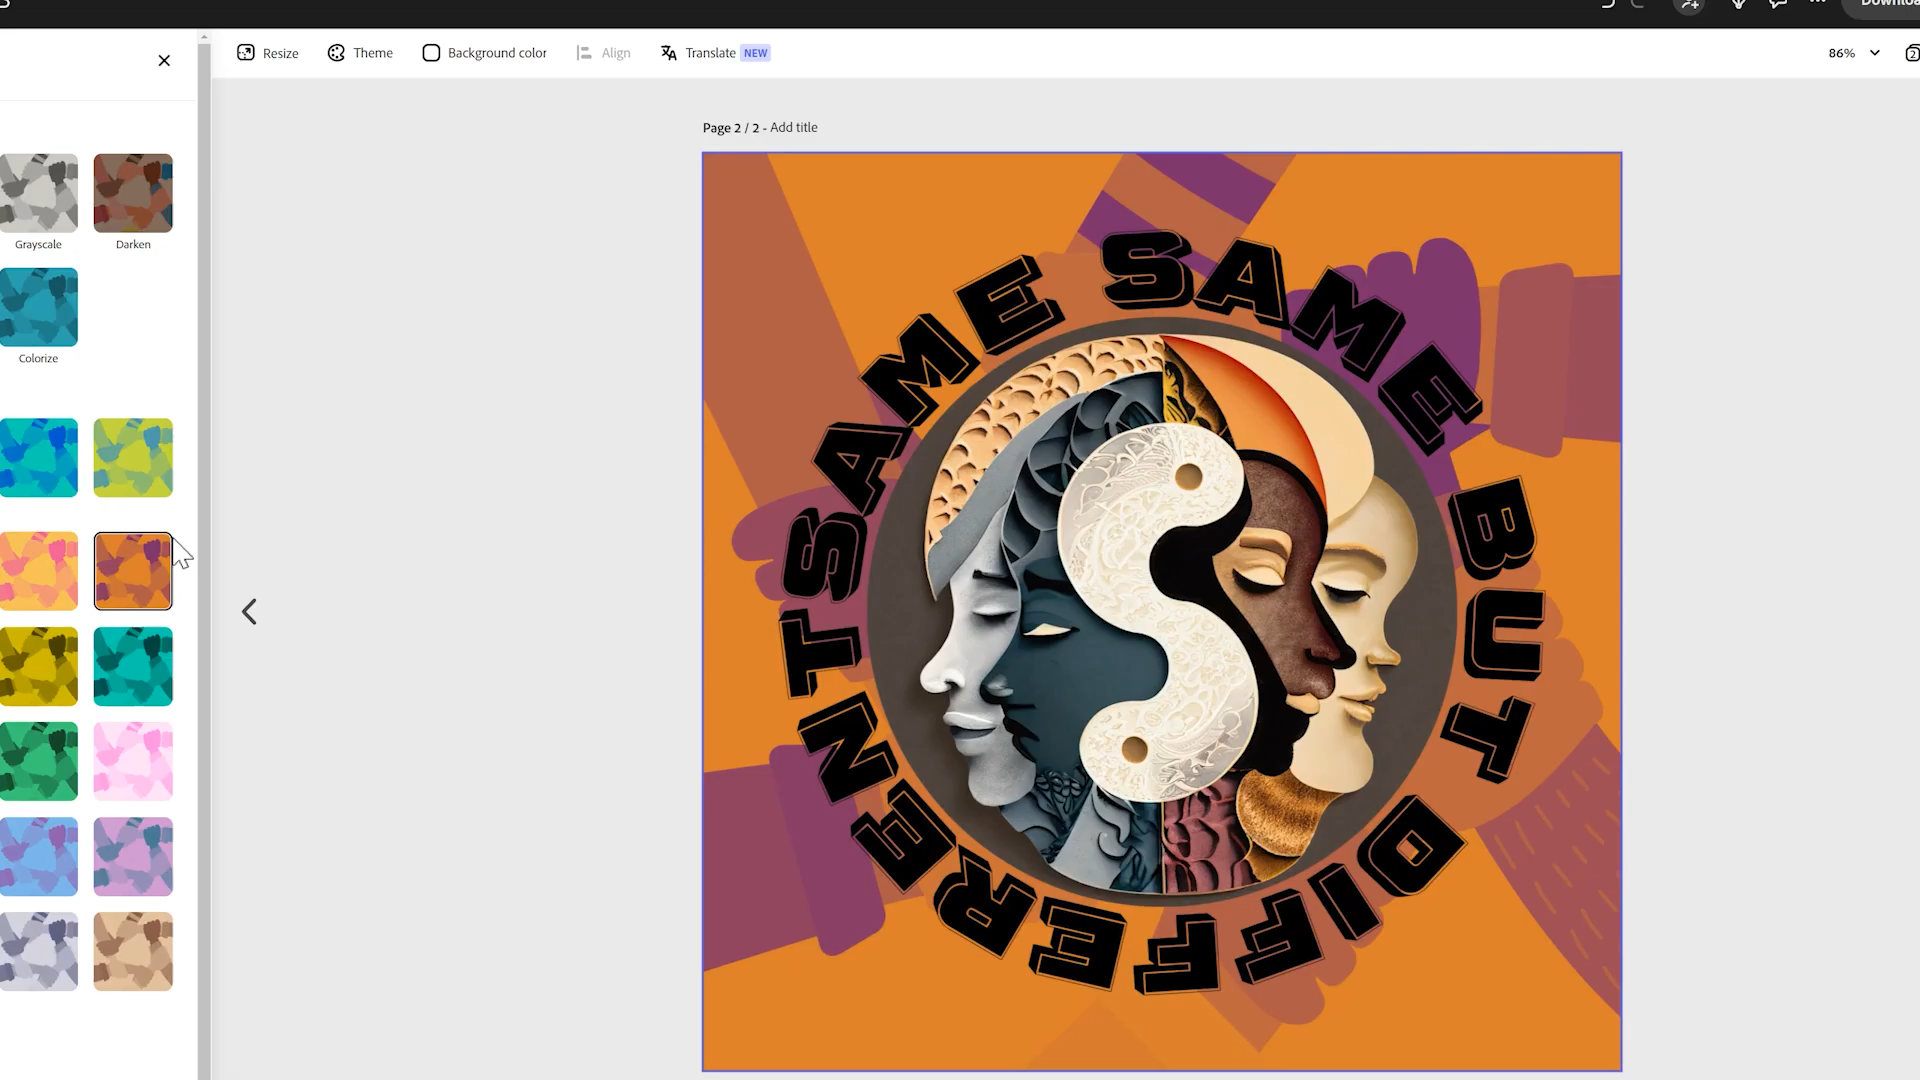 Resize
Theme
Background color
Align
Translate NEW
86%
2
Page 2 / 2 - Add title
Grayscale
Darken
Colorize
SAME SAME BUT DIFFERENT